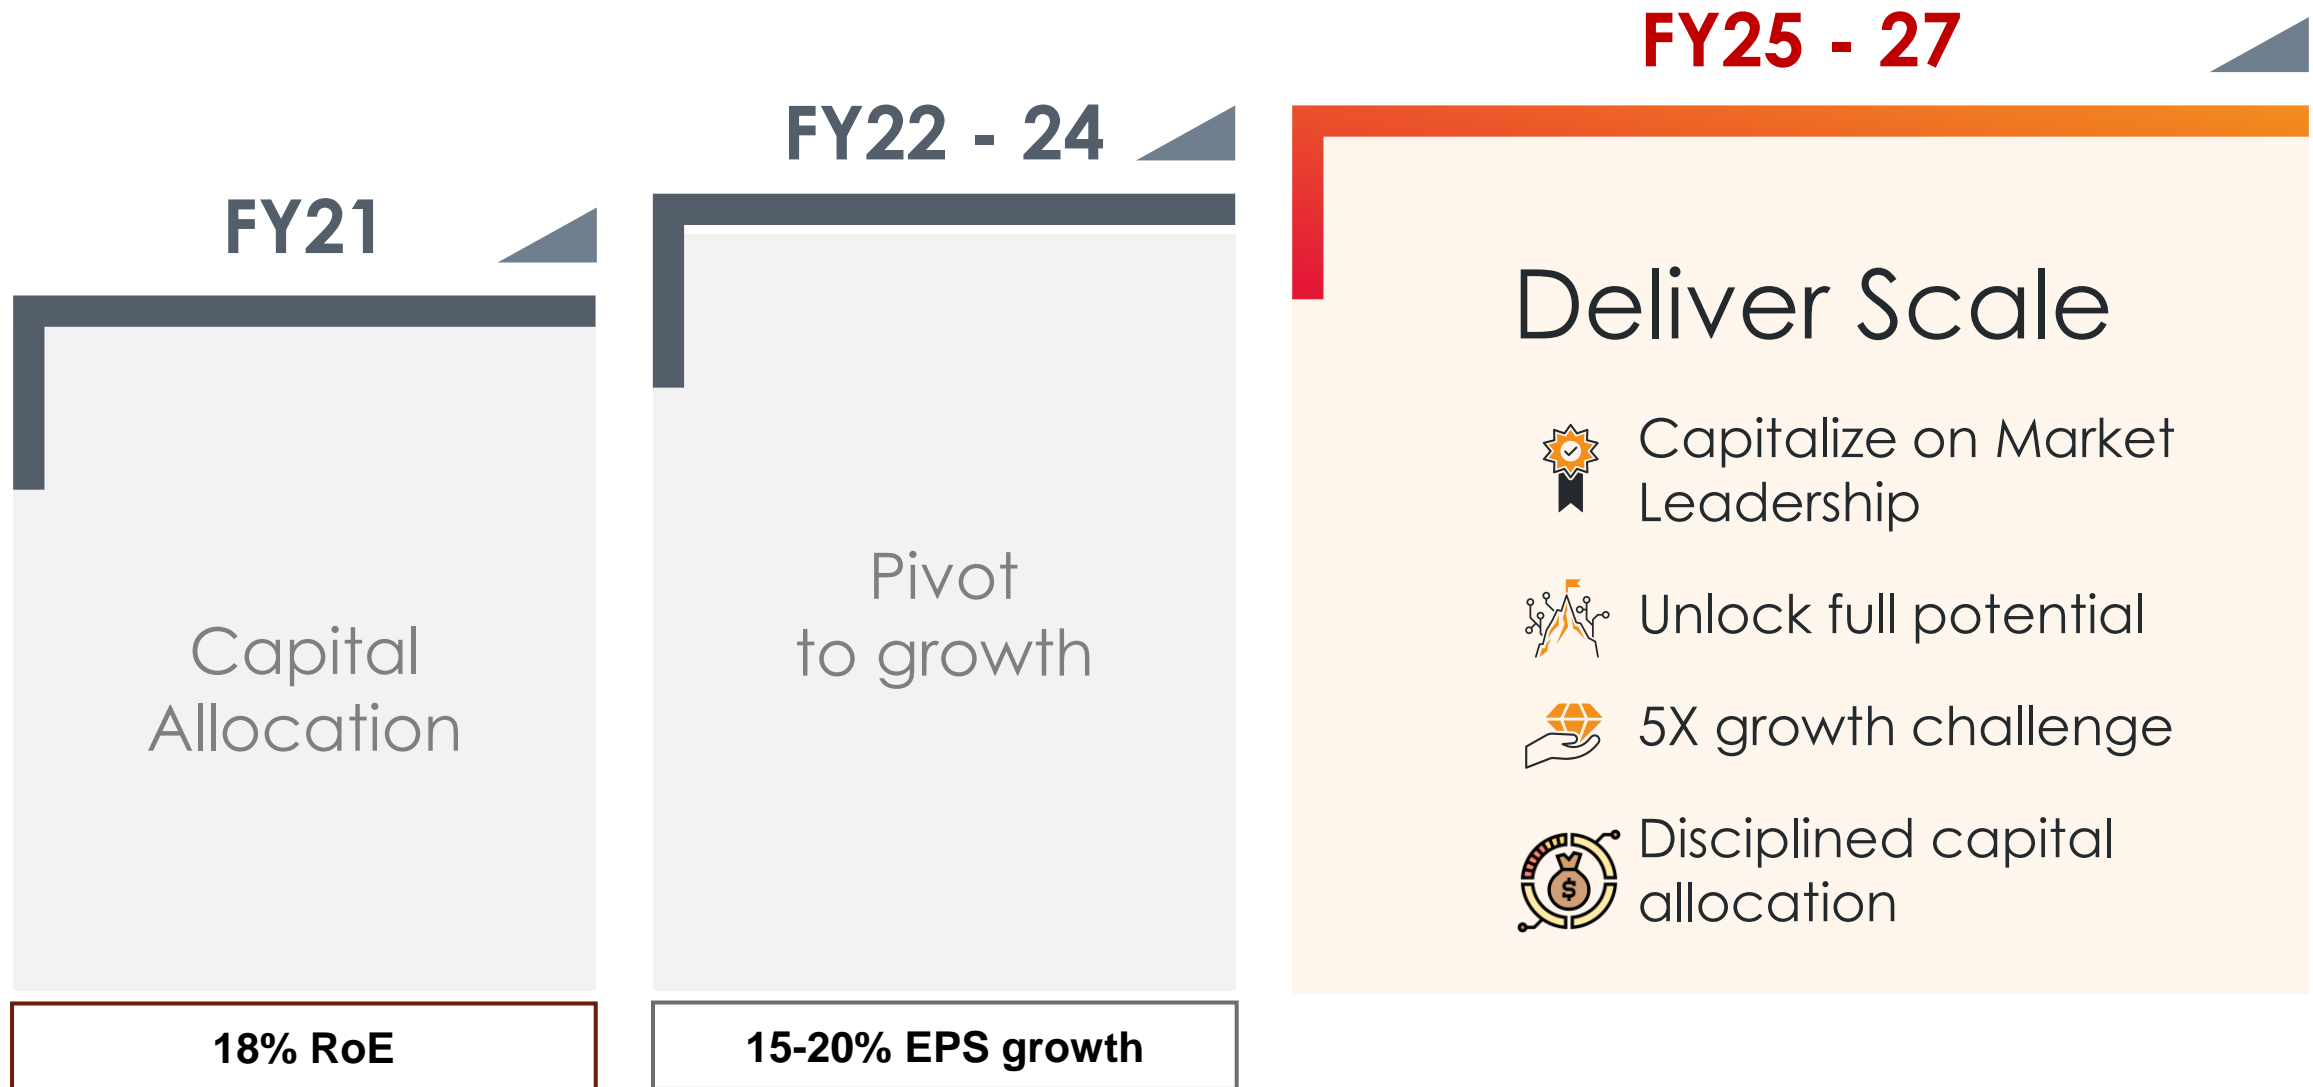 FY21
Capital
Allocation
18% RoE
FY22 - 24
Pivot
to growth
15-20% EPS growth
FY25 - 27
Deliver Scale
Capitalize on Market
Leadership
Unlock full potential
5X growth challenge
$
Disciplined capital
allocation